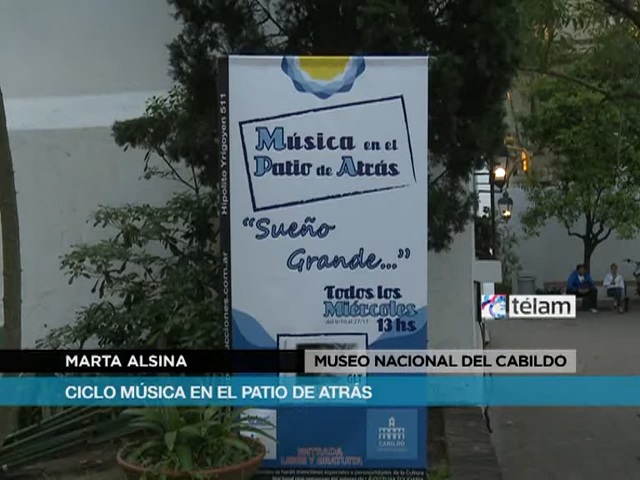 Música en el
Patio de Atrás
"Sueño
Grande..."
Todos los
Miércoles
13 hs
Hipólito Yrigoyen 511
télam
MARTA ALSINA
MUSEO NACIONAL DEL CABILDO
CICLO MÚSICA EN EL PATIO DE ATRÁS
CABILDO
ENTRADA
LIBRE Y GRATUITA